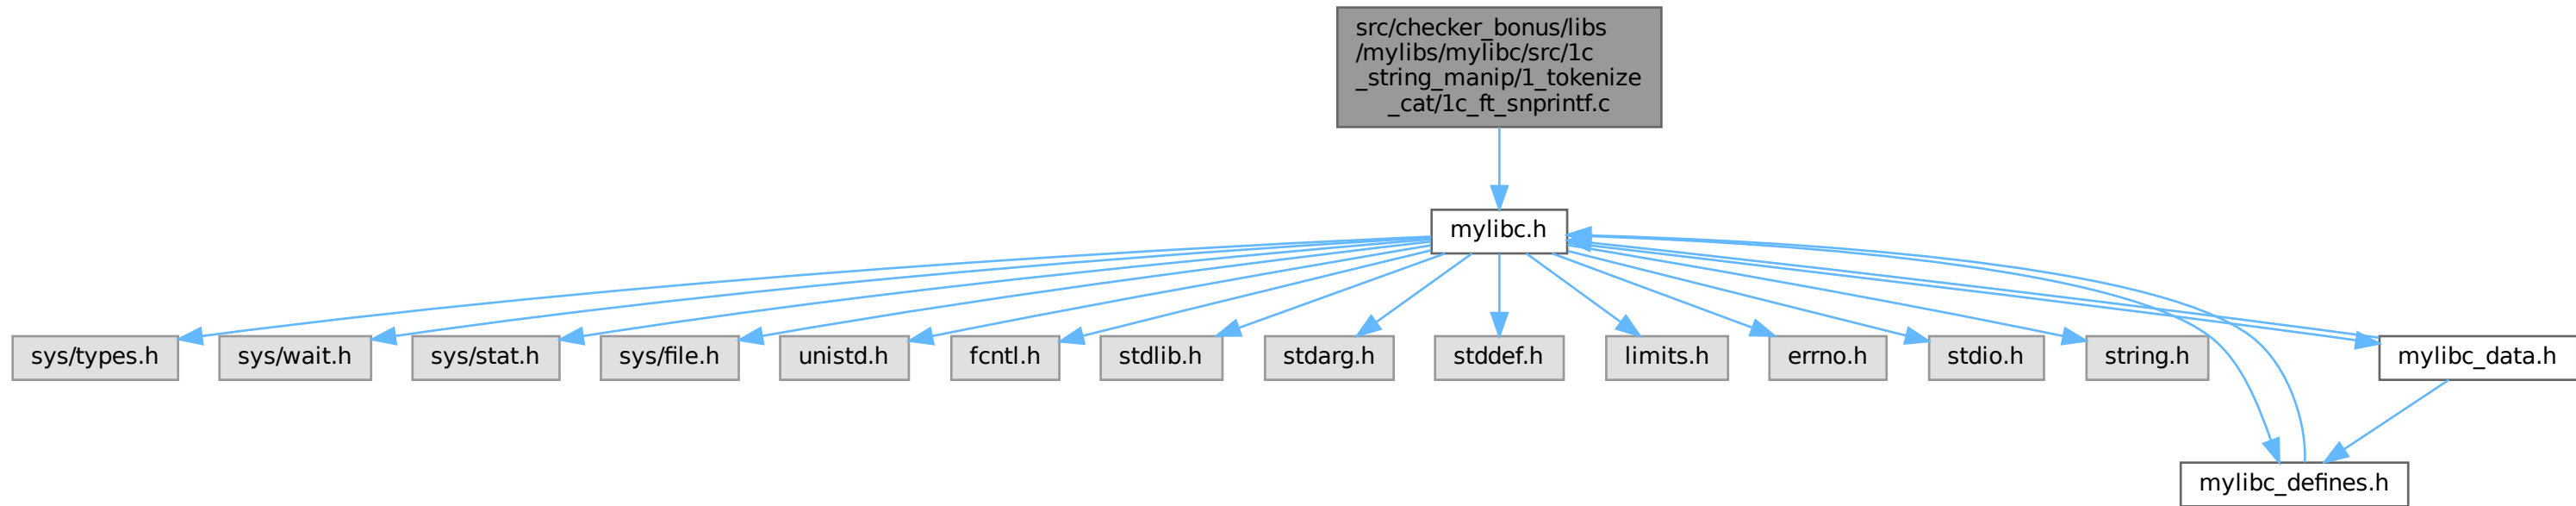 src/checker_bonus/libs
/mylibs/mylibc/src/1c
_string_manip/1_tokenize
_cat/1c_ft_snprintf.c
mylibc.h
sys/types.h
sys/wait.h
sys/stat.h
sys/file.h
unistd.h
fcntl.h
stdlib.h
stdarg.h
stddef.h
limits.h
errno.h
stdio.h
string.h
mylibc_data.h
mylibc_defines.h